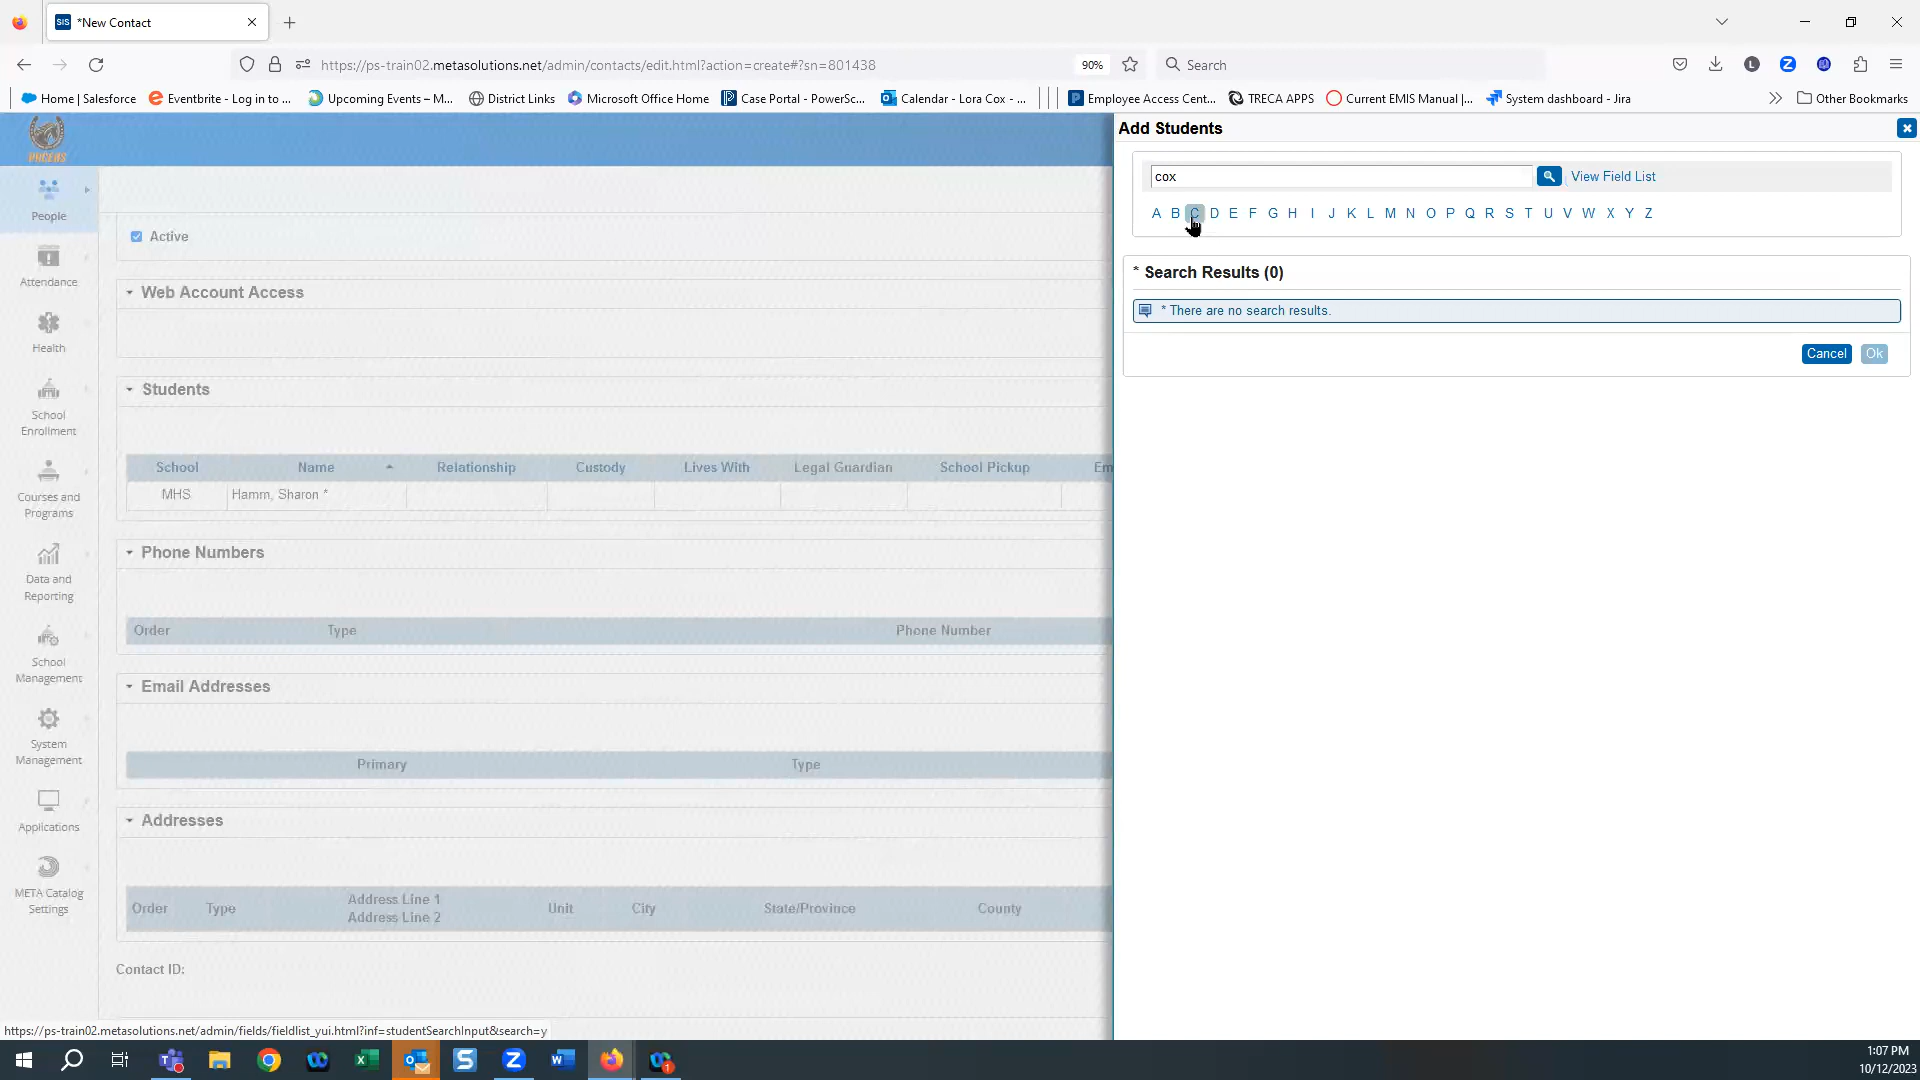 SIS *New Contact
https://ps-train02.metasolutions.net/admin/contacts/edit.html?action=create#?sn=801438
90%
Search
Home | Salesforce
Eventbrite - Log in to ...
Upcoming Events – M...
District Links
Microsoft Office Home
Case Portal - PowerSc...
Calendar - Lora Cox - ...
Employee Access Cent...
TRECA APPS
Current EMIS Manual |...
System dashboard - Jira
Other Bookmarks
PACERS
People
Attendance
Health
School
Enrollment
Courses and
Programs
Data and
Reporting
School
Management
System
Management
Applications
META Catalog
Settings
Active
Web Account Access
Students
School Name Relationship Custody Lives With Legal Guardian School Pickup Em
MHS Hamm, Sharon *
Phone Numbers
Order Type Phone Number
Email Addresses
Primary Type
Addresses
Order Type Address Line 1 Unit City State/Province County
Address Line 2
Contact ID:
Add Students
cox
View Field List
A B C D E F G H I J K L M N O P Q R S T U V W X Y Z
* Search Results (0)
* There are no search results.
Cancel Ok
https://ps-train02.metasolutions.net/admin/fields/fieldlist_yui.html?inf=studentSearchInput&search=y
1:07 PM
10/12/2023